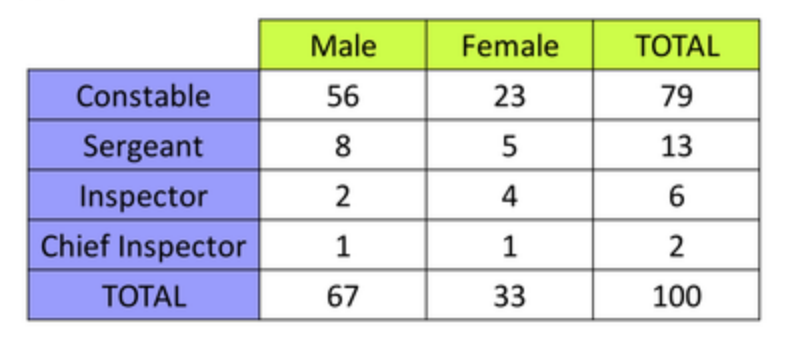 Male Female TOTAL
Constable 56 23 79
Sergeant 8 5 13
Inspector 2 4 6
Chief Inspector 1 1 2
TOTAL 67 33 100